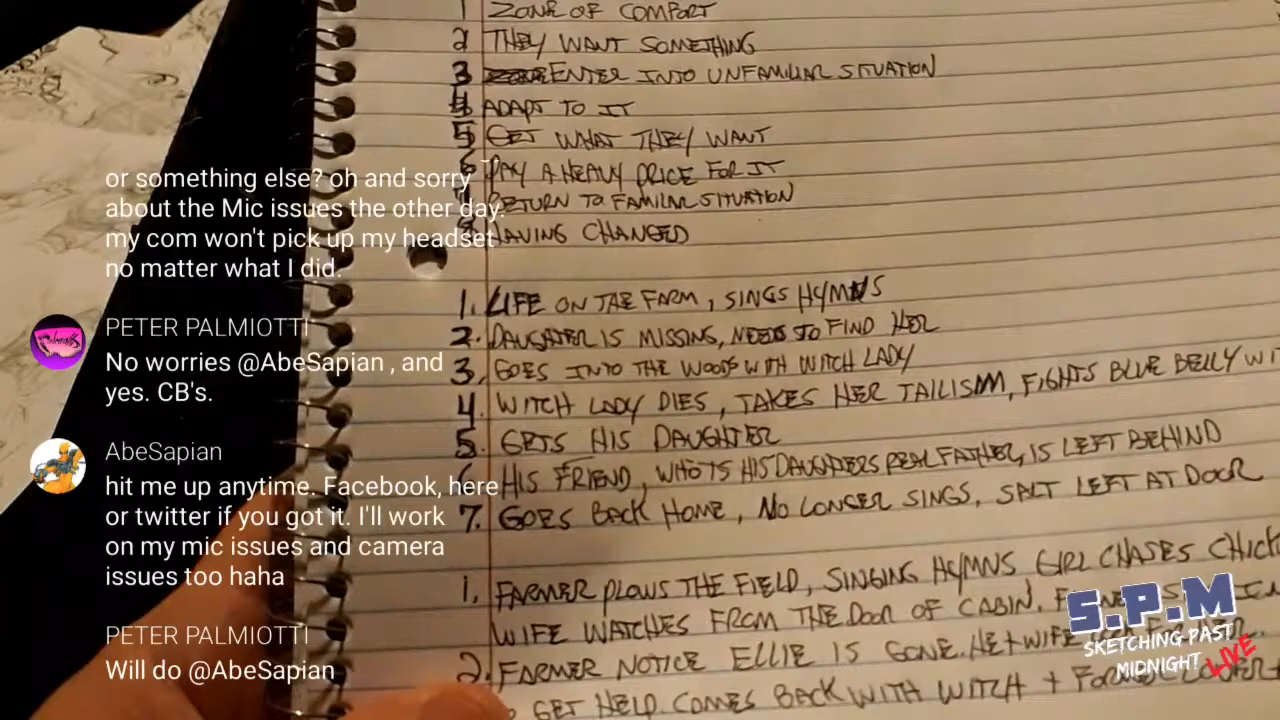 1 ZONE OF COMFORT
2 THEY WANT SOMETHING
3 ENTER INTO UNFAMILIAR SITUATION
4 ADAPT TO IT
5 GET WHAT THEY WANT
6 PAY A HEAVY PRICE FOR IT
7 RETURN TO FAMILIAR SITUATION
8 HAVING CHANGED
1. LIFE ON THE FARM, SINGS HYMNS
2. DAUGHTER IS MISSING, NEEDS TO FIND HER
3. GOES INTO THE WOODS WITH WITCH LADY
4. WITCH LADY DIES, TAKES HER TAILISM, FIGHTS BLUE BELLY WI
5. GETS HIS DAUGHTER
6 HIS FRIEND, WHO'S HIS DAUGHTERS REAL FATHER, IS LEFT BEHIND
7. GOES BACK HOME, NO LONGER SINGS, SALT LEFT AT DOOR
1. FARMER PLOWS THE FIELD, SINGING HYMNS GIRL CHASES CHICK
WIFE WATCHES FROM THE DOOR OF CABIN.
2. FARMER NOTICE ELLIE IS GONE. HE + WIFE
GET HELP. COMES BACK WITH WITCH +
or something else? oh and sorry
about the Mic issues the other day.
my com won't pick up my headset
no matter what I did.
PETER PALMIOTTI
No worries @AbeSapian , and
yes. CB's.
AbeSapian
hit me up anytime. Facebook, here
or twitter if you got it. I'll work
on my mic issues and camera
issues too haha
PETER PALMIOTTI
Will do @AbeSapian
S.P.M
SKETCHING PAST
MIDNIGHT LIVE